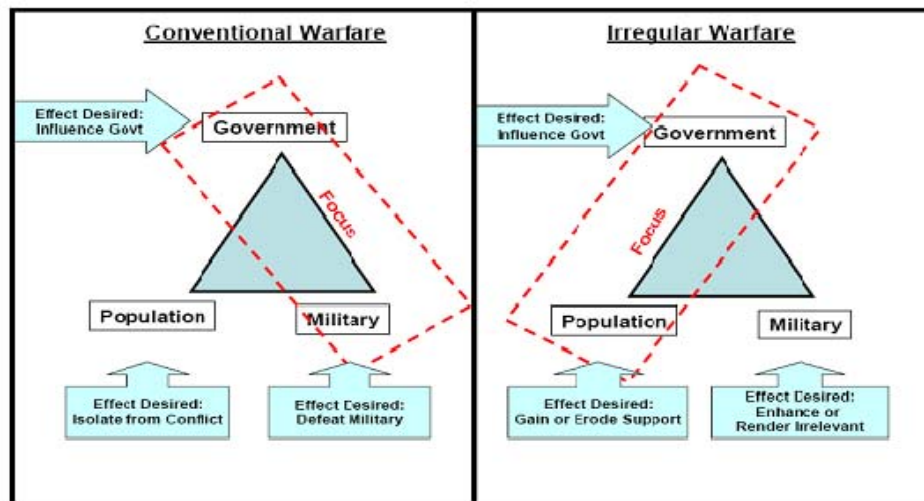 Conventional Warfare
Effect Desired:
Influence Govt
Government
Focus
Population
Military
Effect Desired:
Isolate from Conflict
Effect Desired:
Defeat Military
Irregular Warfare
Effect Desired:
Influence Govt
Government
Focus
Population
Military
Effect Desired:
Gain or Erode Support
Effect Desired:
Enhance or
Render Irrelevant